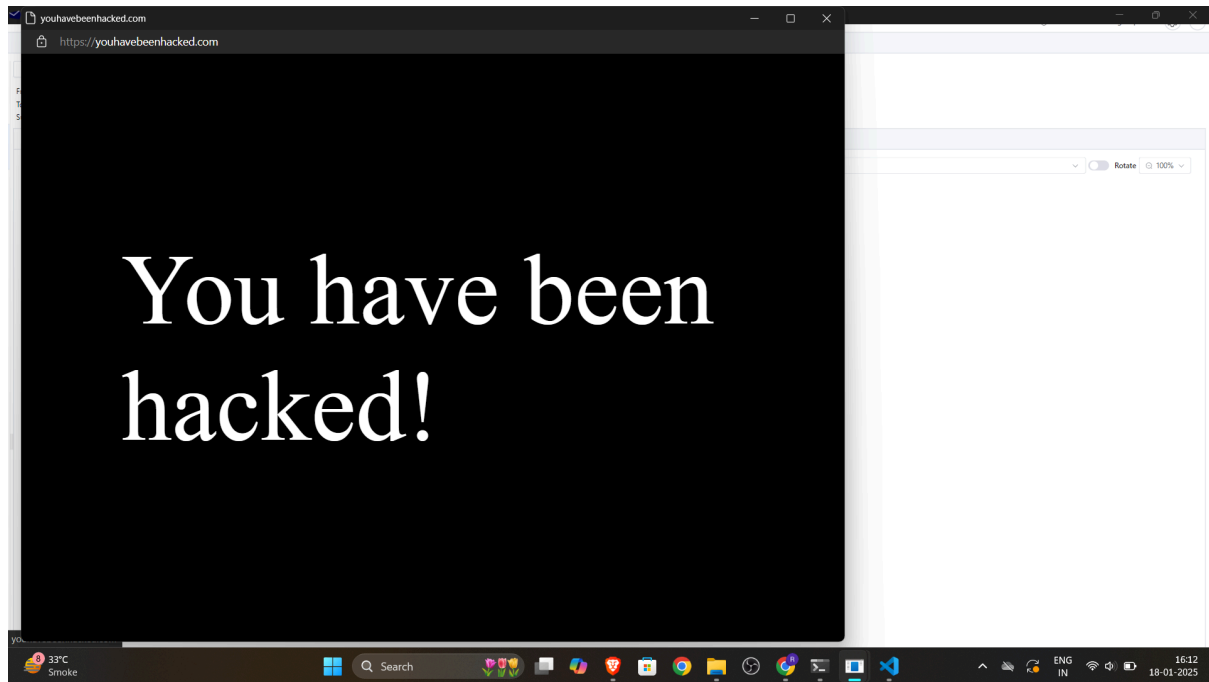 youhavebeenhacked.com
https://youhavebeenhacked.com
Rotate
100%
You have been
hacked!
8
33°C
Smoke
Search
ENG
IN
16:12
18-01-2025